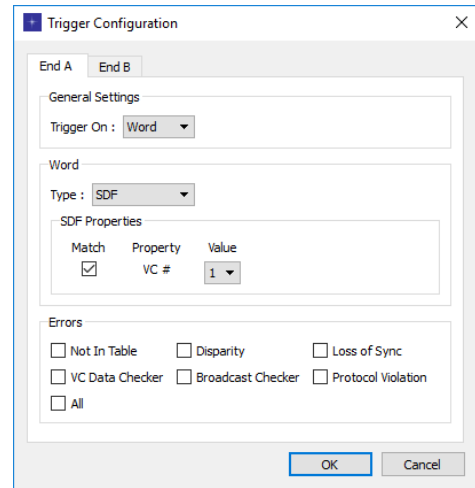 Trigger Configuration
End A End B
General Settings
Trigger On : Word
Word
Type : SDF
SDF Properties
Match Property Value
VC # 1
Errors
Not In Table Disparity Loss of Sync
VC Data Checker Broadcast Checker Protocol Violation
All
OK Cancel